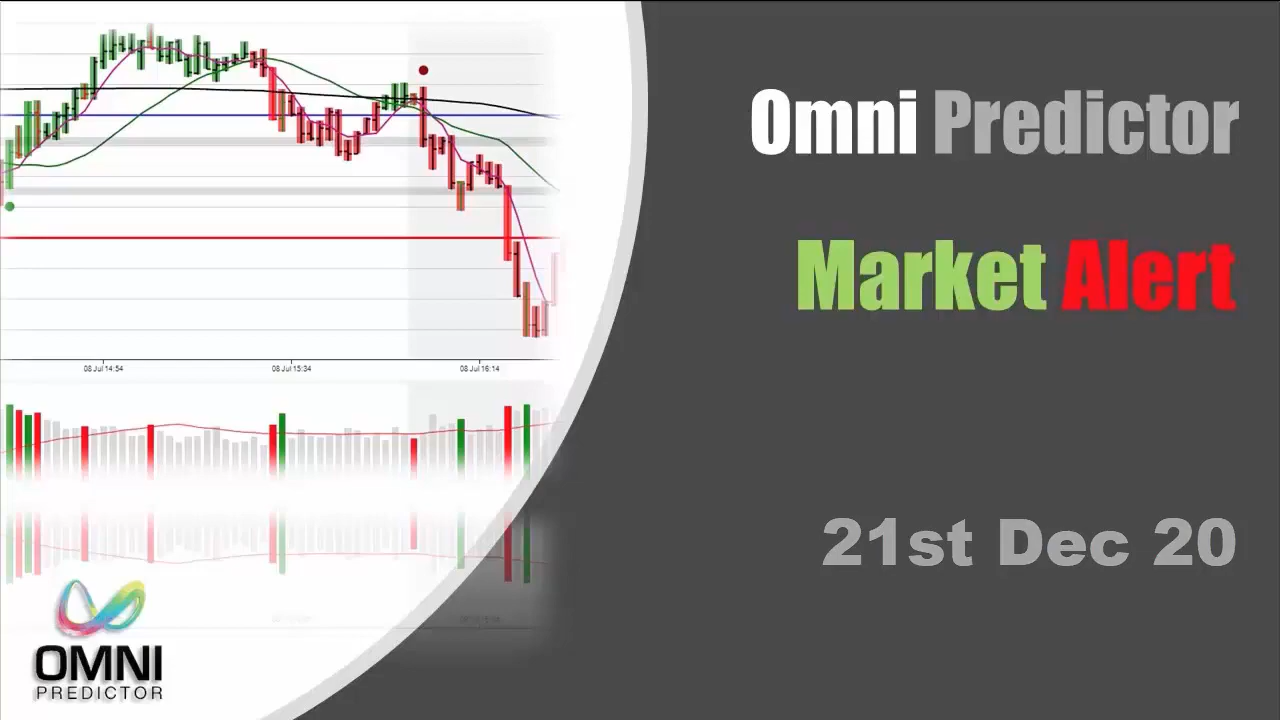 Omni Predictor
Market Alert
08 Jul 14:54
08 Jul 15:34
08 Jul 16:14
21st Dec 20
OMNI
PREDICTOR